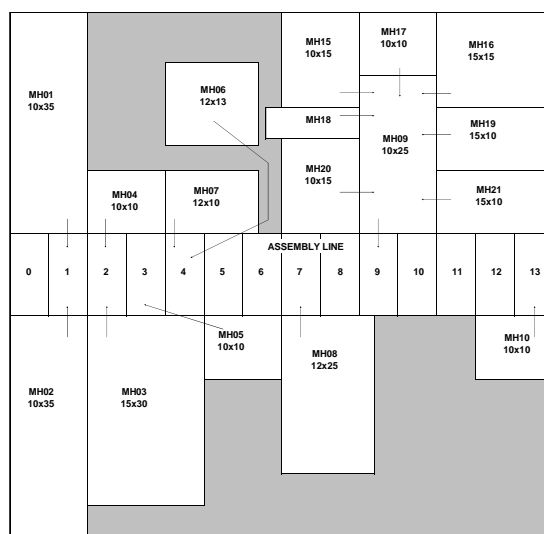 MH15
10x15
MH17
10x10
MH16
15x15
MH01
10x35
MH06
12x13
MH18
MH09
10x25
MH19
15x10
MH20
10x15
MH04
10x10
MH07
12x10
MH21
15x10
ASSEMBLY LINE
0 1 2 3 4 5 6 7 8 9 10 11 12 13
MH05
10x10
MH10
10x10
MH08
12x25
MH02
10x35
MH03
15x30